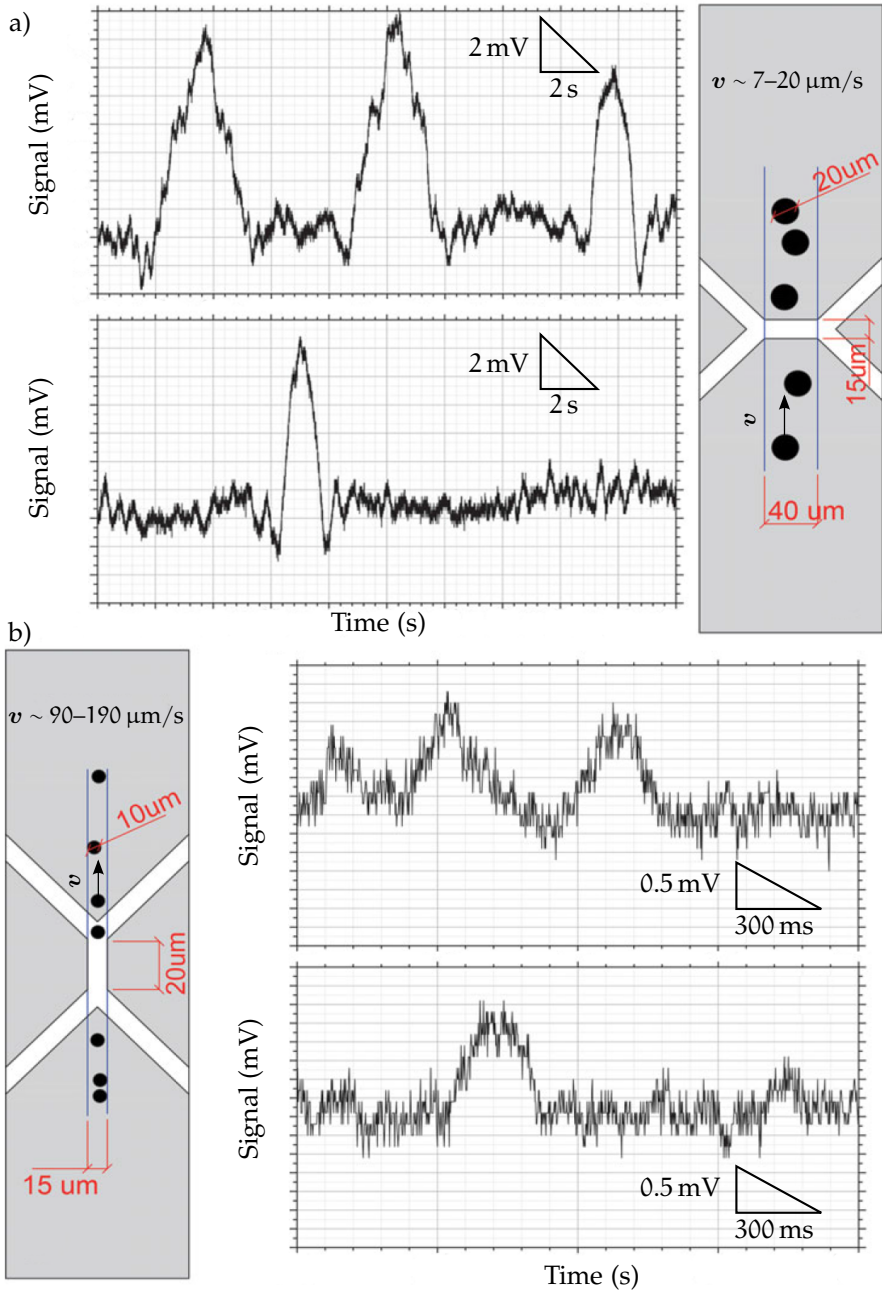 a)
Signal (mV)
2 mV
2 s
v ~ 7–20 µm/s
20um
15um
v
40 um
Signal (mV)
2 mV
2 s
Time (s)
b)
v ~ 90–190 µm/s
10um
v
20um
15 um
Signal (mV)
0.5 mV
300 ms
Signal (mV)
0.5 mV
300 ms
Time (s)